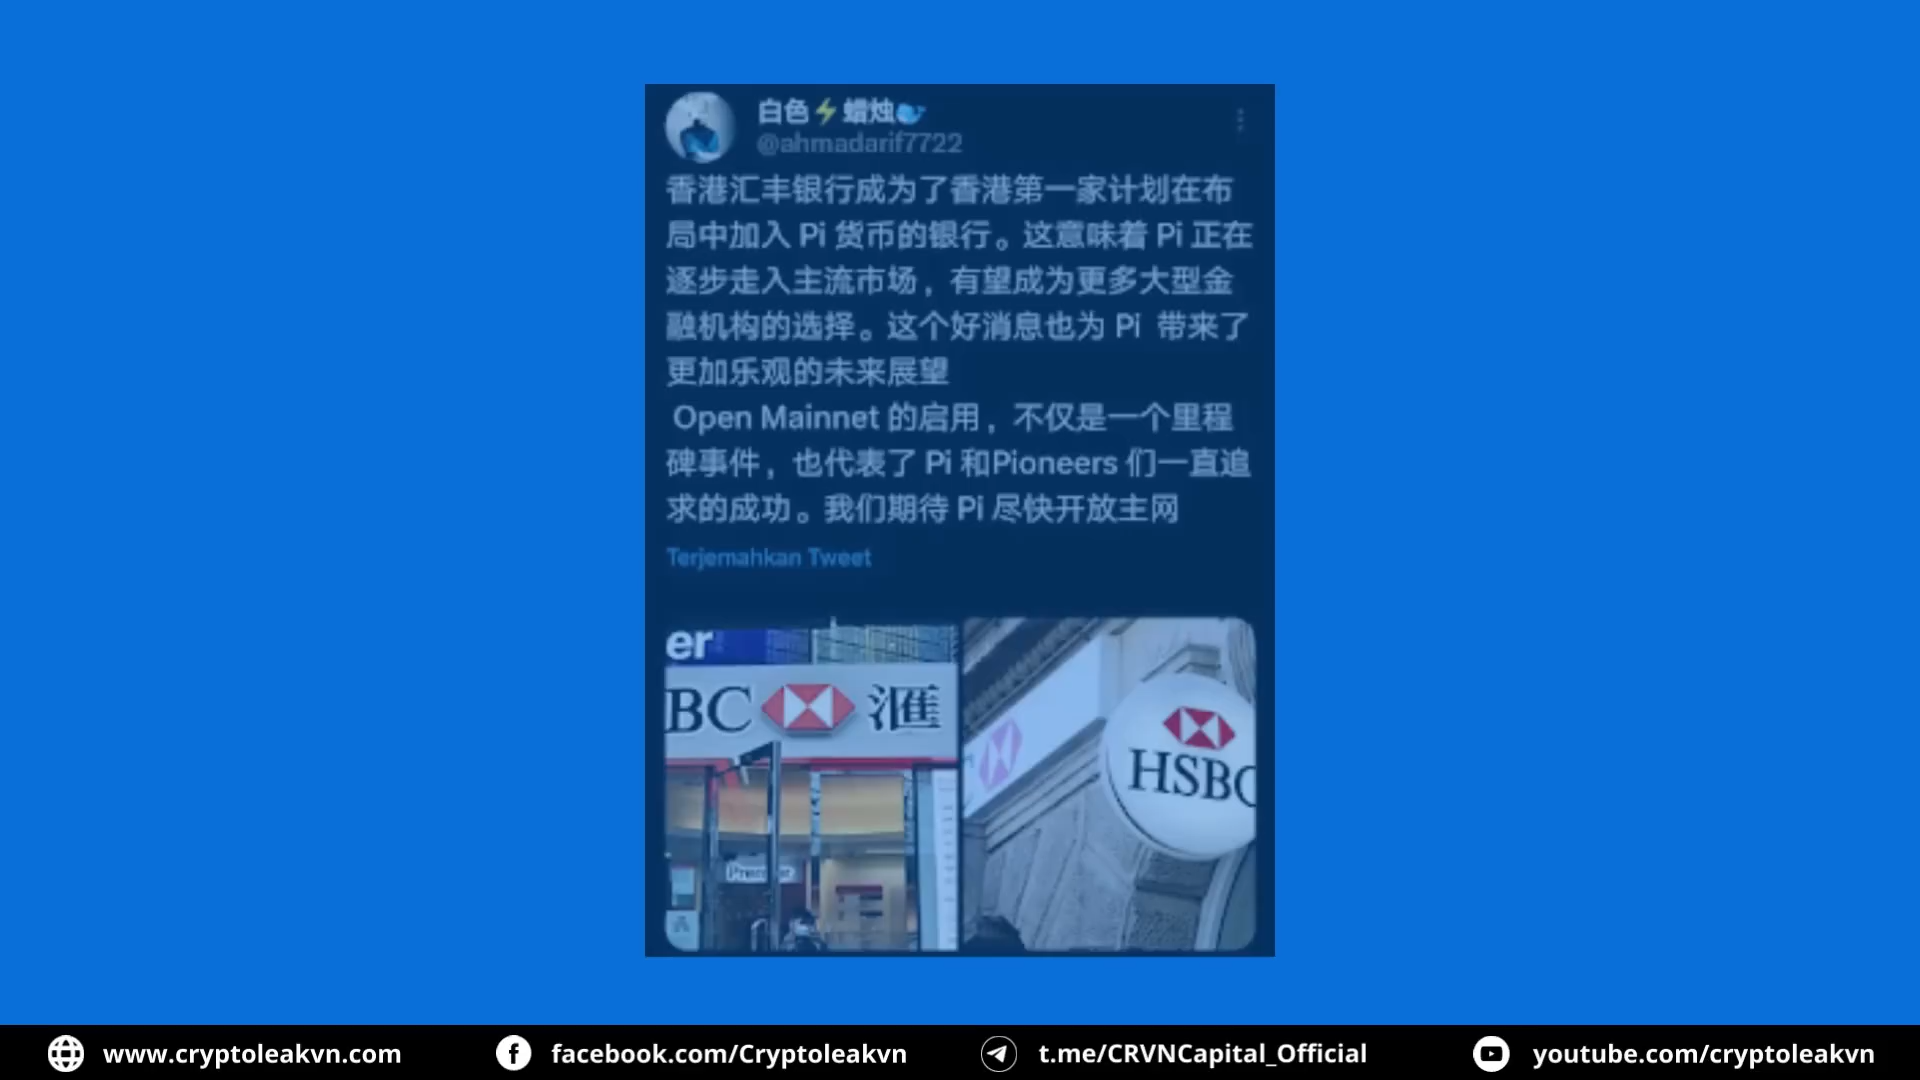 白色⚡蜡烛🐳
@ahmadarif7722
香港汇丰银行成为了香港第一家计划在布
局中加入 Pi 货币的银行。这意味着 Pi 正在
逐步走入主流市场，有望成为更多大型金
融机构的选择。这个好消息也为 Pi 带来了
更加乐观的未来展望
Open Mainnet 的启用，不仅是一个里程
碑事件，也代表了 Pi 和Pioneers 们一直追
求的成功。我们期待 Pi 尽快开放主网
Terjemahkan Tweet
er
BC 滙
HSBC
Premier
www.cryptoleakvn.com
facebook.com/Cryptoleakvn
t.me/CRVNCapital_Official
youtube.com/cryptoleakvn